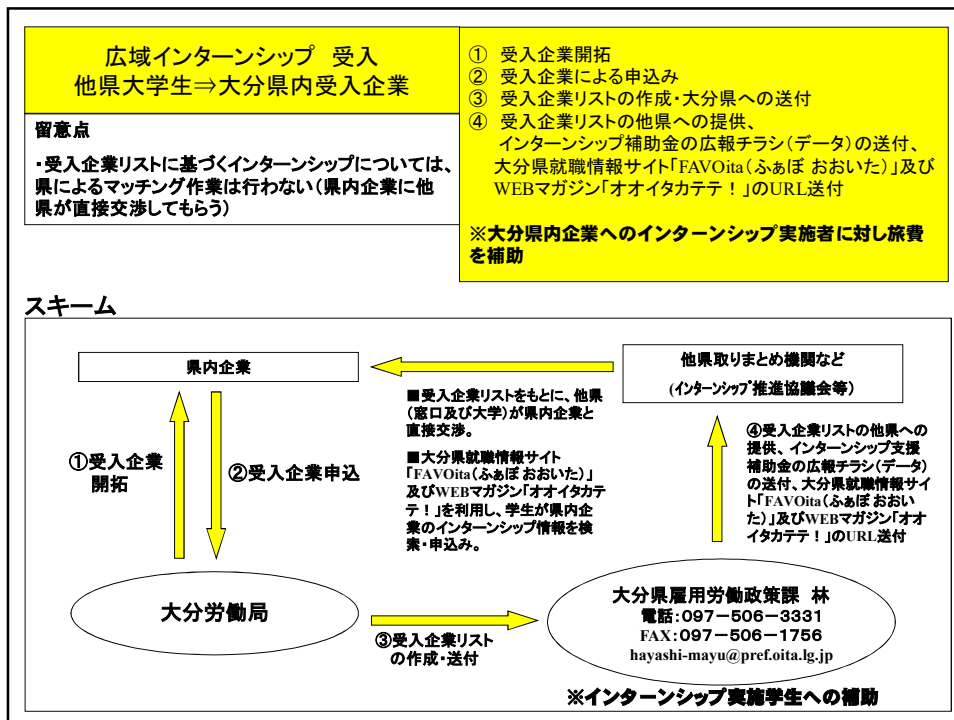 広域インターンシップ 受入
他県大学生⇒大分県内受入企業
留意点
・受入企業リストに基づくインターンシップについては、
県によるマッチング作業は行わない(県内企業に他
県が直接交渉してもらう)
① 受入企業開拓
② 受入企業による申込み
③ 受入企業リストの作成・大分県への送付
④ 受入企業リストの他県への提供、
インターンシップ補助金の広報チラシ(データ)の送付、
大分県就職情報サイト「FAVOita(ふぁぼ おおいた)」及び
WEBマガジン「オオイタカテテ!」のURL送付
※大分県内企業へのインターンシップ実施者に対し旅費
を補助
スキーム
県内企業
他県取りまとめ機関など
(インターンシップ推進協議会等)
①受入企業
開拓
②受入企業申込
■受入企業リストをもとに、他県
(窓口及び大学)が県内企業と
直接交渉。
■大分県就職情報サイト
「FAVOita(ふぁぼ おおいた)」
及びWEBマガジン「オオイタカテ
テ!」を利用し、学生が県内企
業のインターンシップ情報を検
索・申込み。
④受入企業リストの他県への
提供、インターンシップ支援
補助金の広報チラシ(データ)
の送付、大分県就職情報サイ
ト「FAVOita(ふぁぼ おおい
た)」及びWEBマガジン「オオ
イタカテテ!」のURL送付
大分労働局
③受入企業リスト
の作成・送付
大分県雇用労働政策課 林
電話:097-506-3331
FAX:097-506-1756
hayashi-mayu@pref.oita.lg.jp
※インターンシップ実施学生への補助